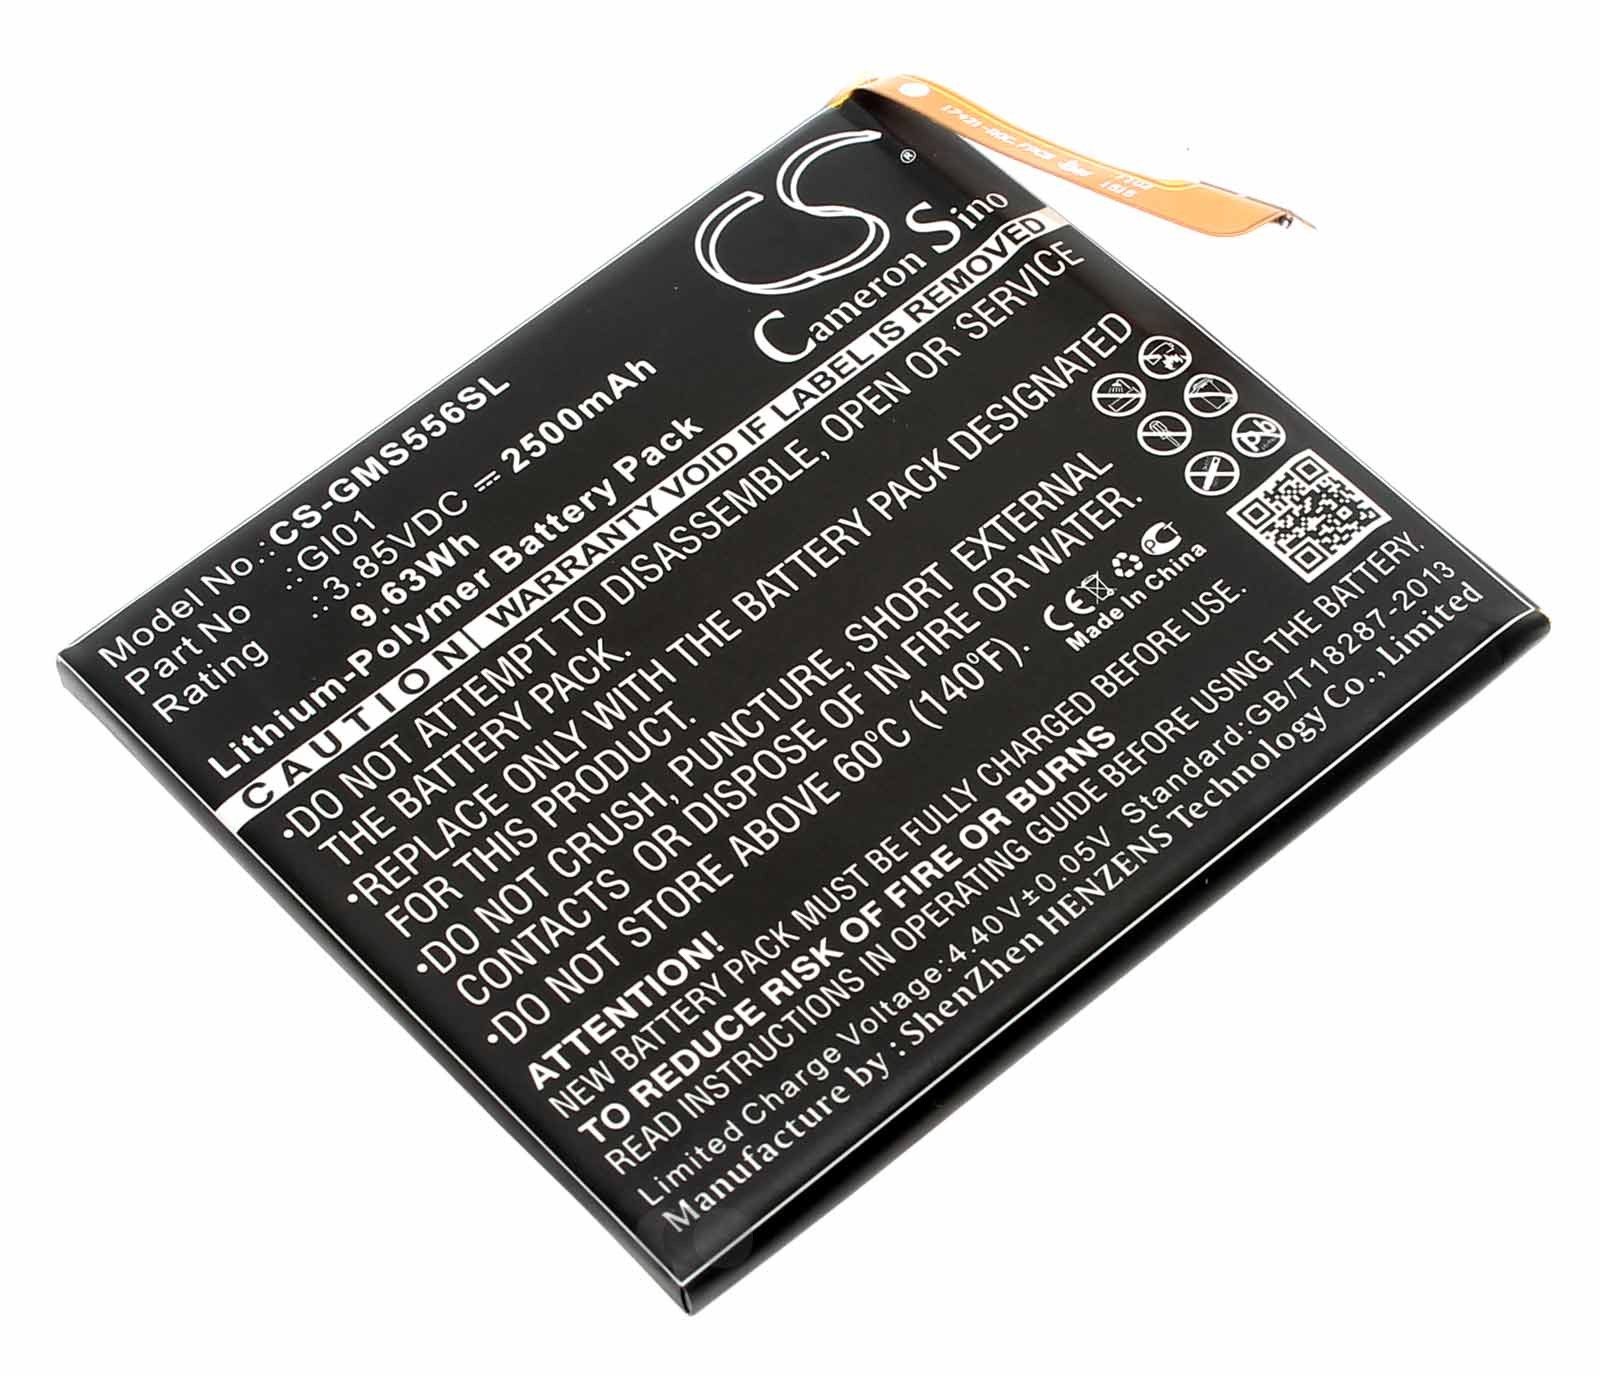 CS
®
Cameron Sino
Model No.:: CS-GMS556SL
Part No :: GI01
Rating :: 3.85VDC ⎓ 2500mAh
9.63Wh
Lithium-Polymer Battery Pack
CAUTION WARRANTY VOID IF LABEL IS REMOVED
•DO NOT ATTEMPT TO DISASSEMBLE, OPEN OR SERVICE
THE BATTERY PACK.
•REPLACE ONLY WITH THE BATTERY PACK DESIGNATED
FOR THIS PRODUCT.
•DO NOT CRUSH, PUNCTURE, SHORT EXTERNAL
CONTACTS OR DISPOSE OF IN FIRE OR WATER.
•DO NOT STORE ABOVE 60°C (140°F).
Pb
CE
PC
Made in China
ATTENTION!
NEW BATTERY PACK MUST BE FULLY CHARGED BEFORE USE.
TO REDUCE RISK OF FIRE OR BURNS
READ INSTRUCTIONS IN OPERATING GUIDE BEFORE USING THE BATTERY.
Limited Charge Voltage:4.40V±0.05V Standard:GB/T18287-2013
Manufacture by : ShenZhen HENZENS Technology Co., Limited